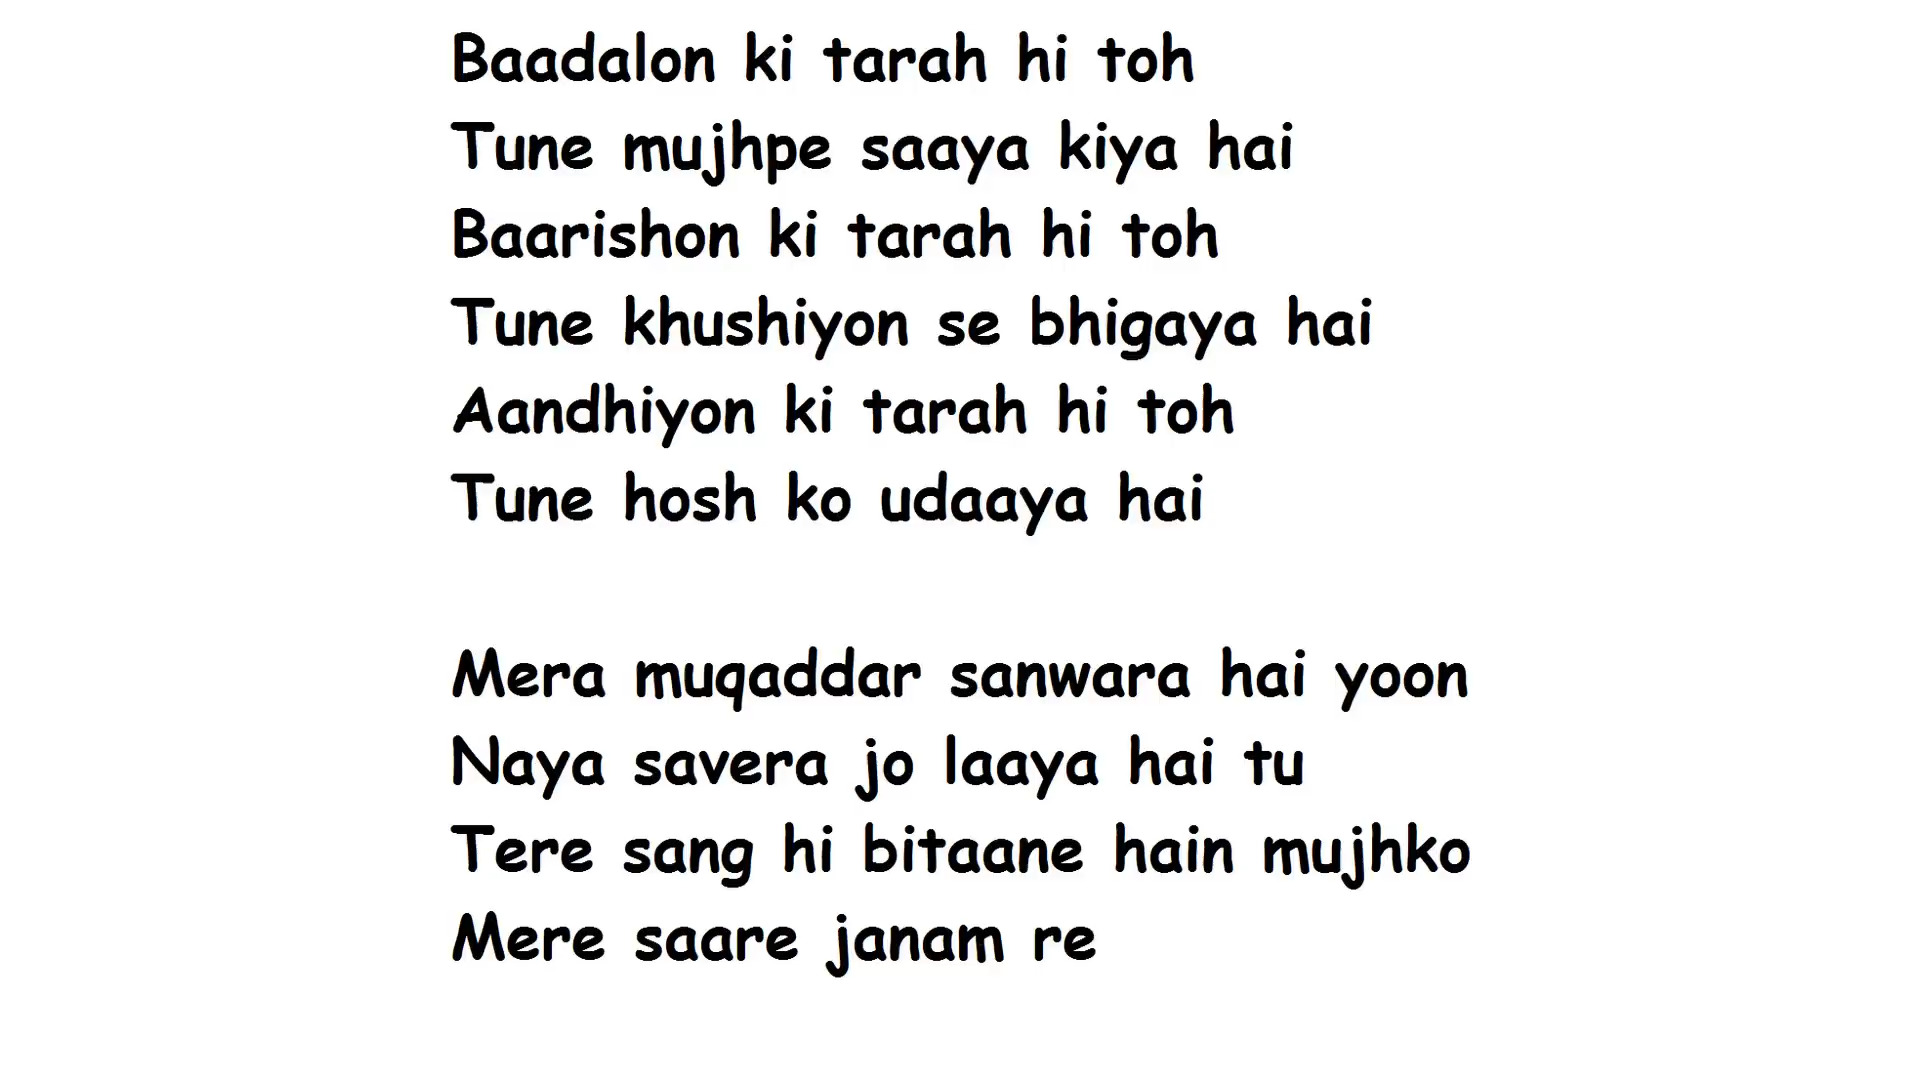 Baadalon ki tarah hi toh
Tune mujhpe saaya kiya hai
Baarishon ki tarah hi toh
Tune khushiyon se bhigaya hai
Aandhiyon ki tarah hi toh
Tune hosh ko udaaya hai
Mera muqaddar sanwara hai yoon
Naya savera jo laaya hai tu
Tere sang hi bitaane hain mujhko
Mere saare janam re